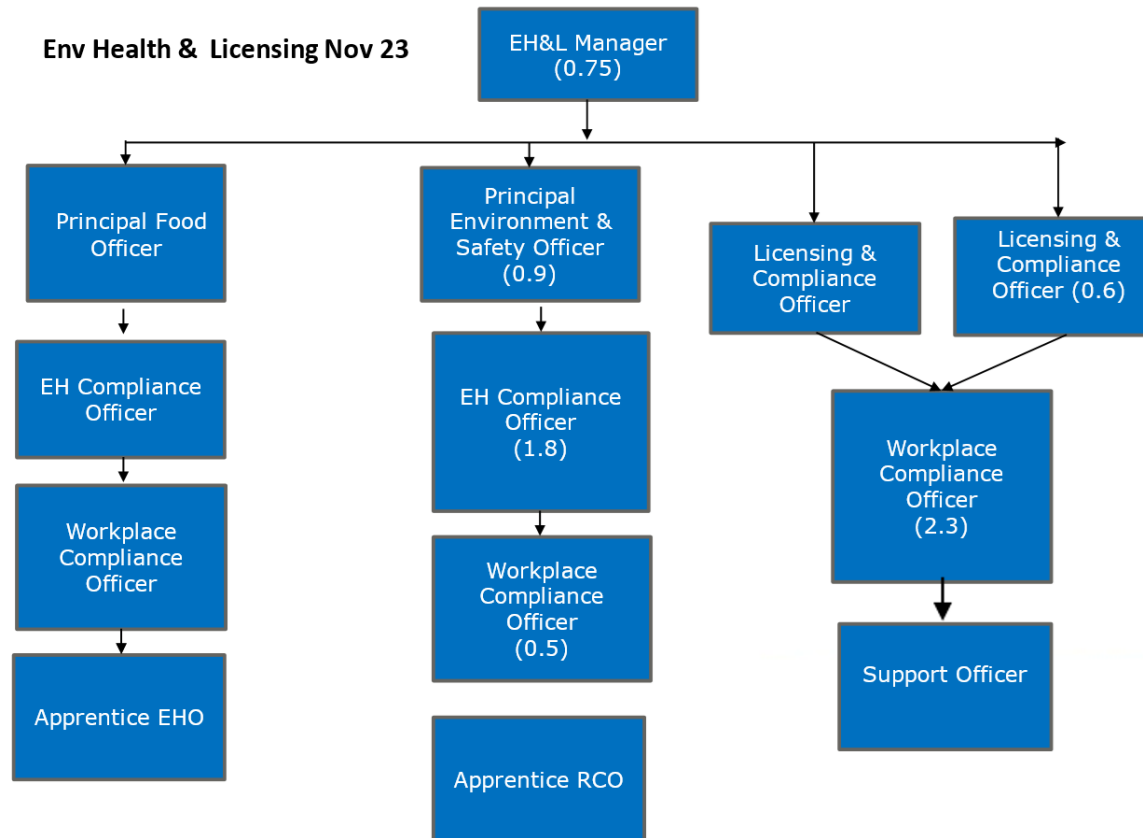 Env Health & Licensing Nov 23
EH&L Manager
(0.75)
Principal Food
Officer
EH Compliance
Officer
Workplace
Compliance
Officer
Apprentice EHO
Principal
Environment &
Safety Officer
(0.9)
EH Compliance
Officer
(1.8)
Workplace
Compliance
Officer
(0.5)
Apprentice RCO
Licensing &
Compliance
Officer
Licensing &
Compliance
Officer (0.6)
Workplace
Compliance
Officer
(2.3)
Support Officer